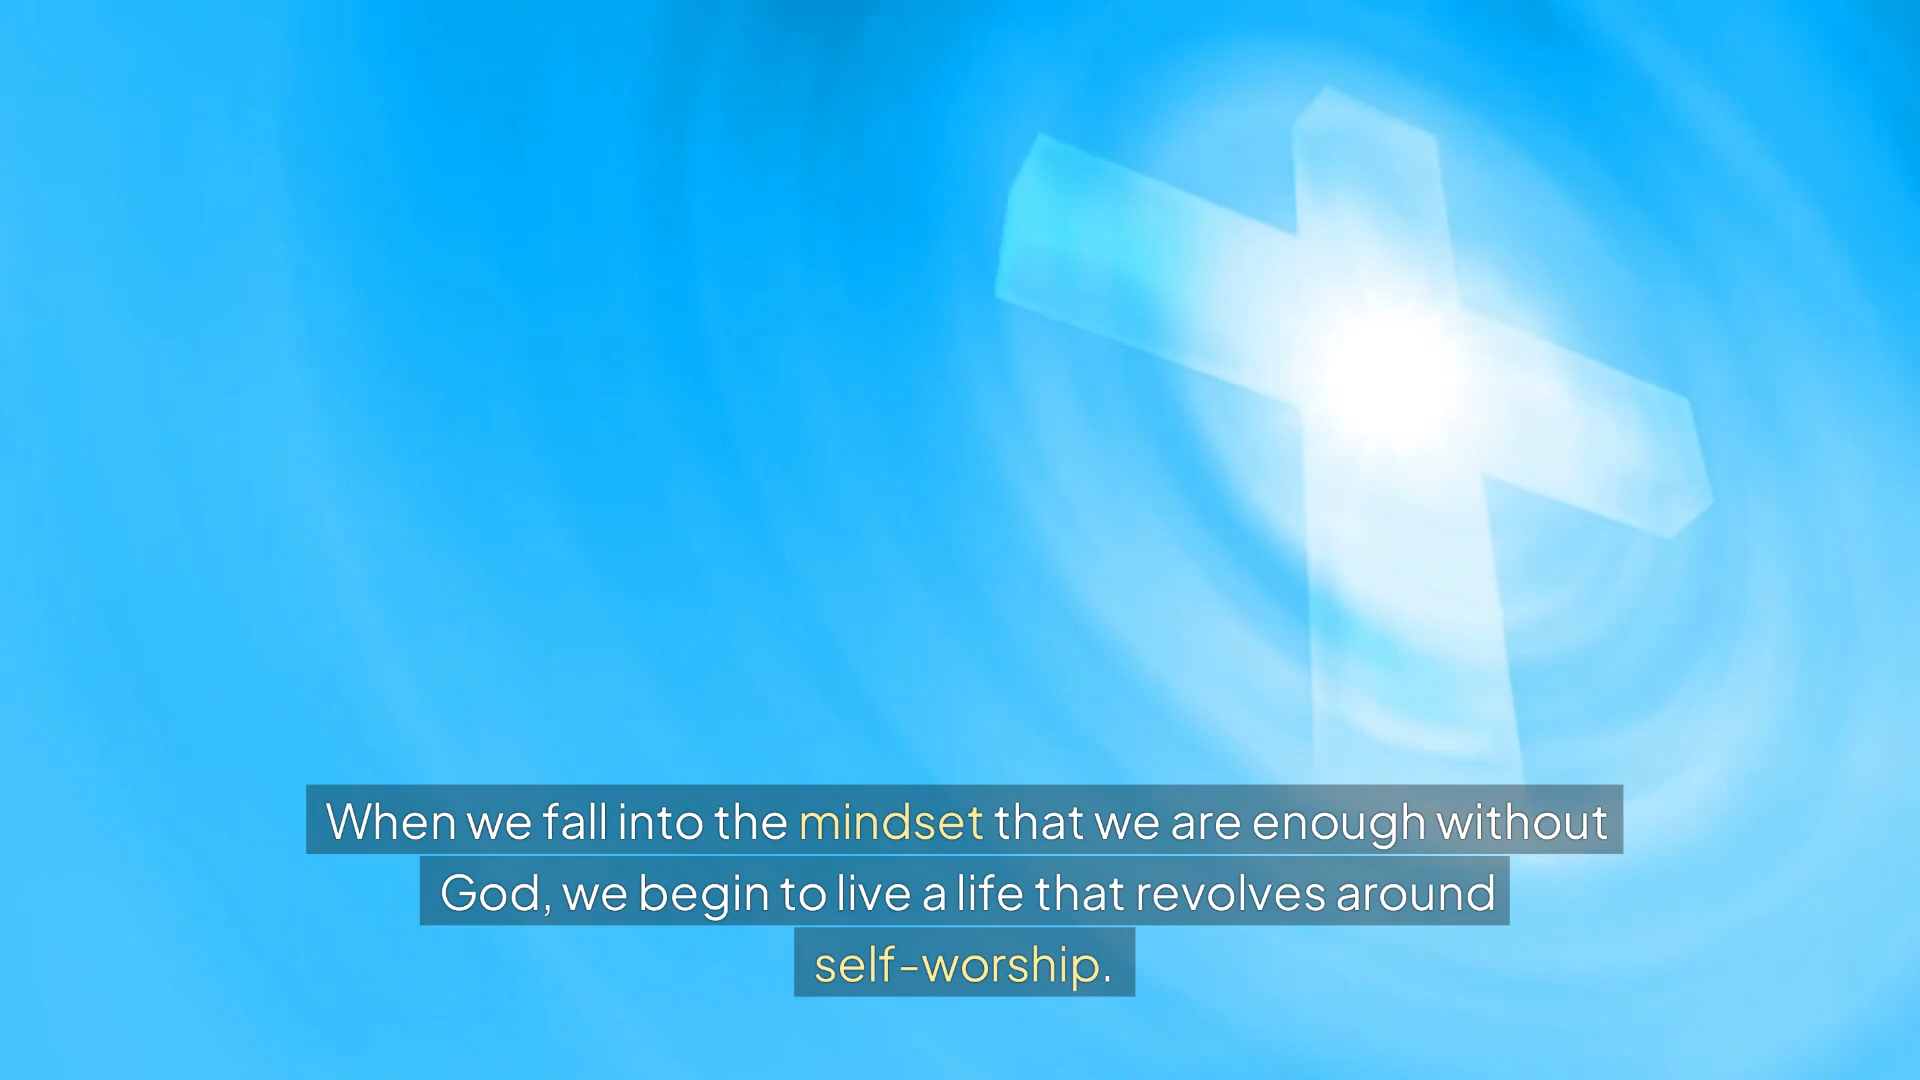 When we fall into the mindset that we are enough without
God, we begin to live a life that revolves around
self-worship.